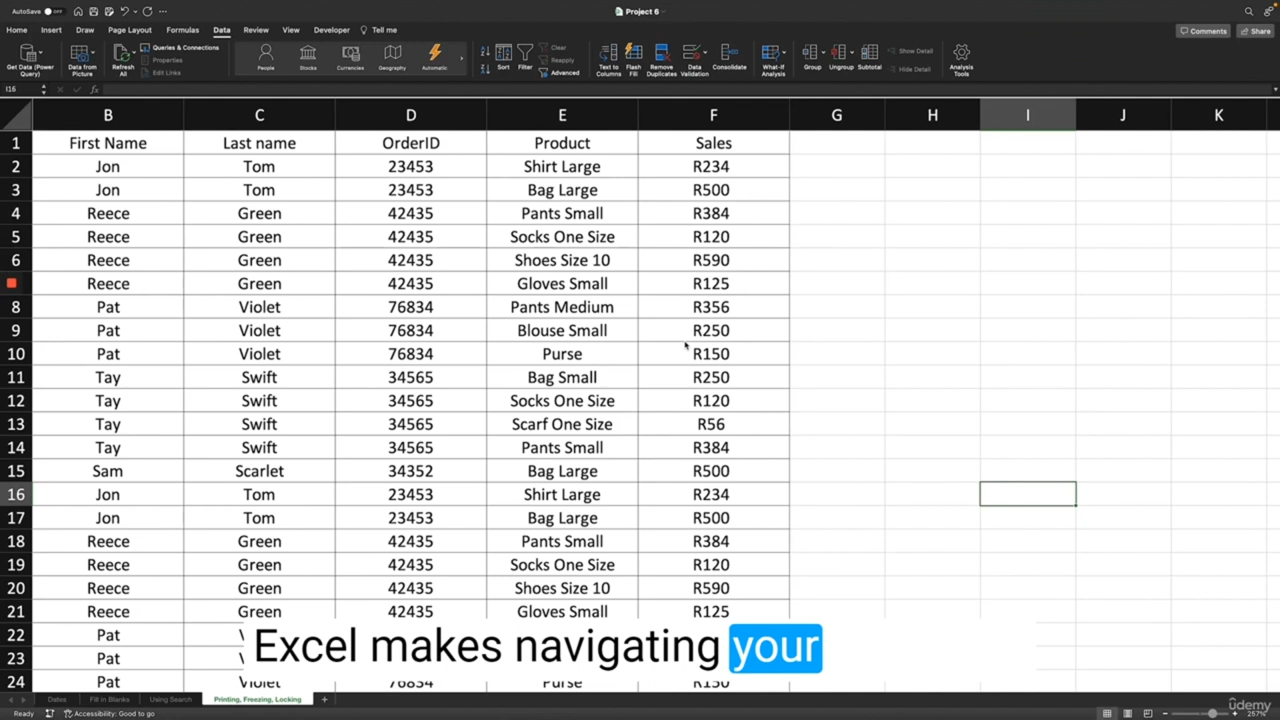 AutoSave
Project 6
Home Insert Draw Page Layout Formulas Data Review View Developer Tell me
Comments Share
Get Data (Power Query)
Data from Picture
Refresh All
Queries & Connections
Properties
Edit Links
People
Stocks
Currencies
Geography
Automatic
Sort
Filter
Clear
Reapply
Advanced
Text to Columns
Flash Fill
Remove Duplicates
Data Validation
Consolidate
What-If Analysis
Group
Ungroup
Subtotal
Show Detail
Hide Detail
Analysis Tools
I16 fx
B C D E F G H I J K
1 First Name Last name OrderID Product Sales
2 Jon Tom 23453 Shirt Large R234
3 Jon Tom 23453 Bag Large R500
4 Reece Green 42435 Pants Small R384
5 Reece Green 42435 Socks One Size R120
6 Reece Green 42435 Shoes Size 10 R590
Reece Green 42435 Gloves Small R125
8 Pat Violet 76834 Pants Medium R356
9 Pat Violet 76834 Blouse Small R250
10 Pat Violet 76834 Purse R150
11 Tay Swift 34565 Bag Small R250
12 Tay Swift 34565 Socks One Size R120
13 Tay Swift 34565 Scarf One Size R56
14 Tay Swift 34565 Pants Small R384
15 Sam Scarlet 34352 Bag Large R500
16 Jon Tom 23453 Shirt Large R234
17 Jon Tom 23453 Bag Large R500
18 Reece Green 42435 Pants Small R384
19 Reece Green 42435 Socks One Size R120
20 Reece Green 42435 Shoes Size 10 R590
21 Reece Green 42435 Gloves Small R125
22 Pat
Excel makes navigating your
23 Pat
24 Pat Violet 76834 Purse R150
Dates Fill in Blanks Using Search Printing, Freezing, Locking
Ready Accessibility: Good to go 257%
udemy